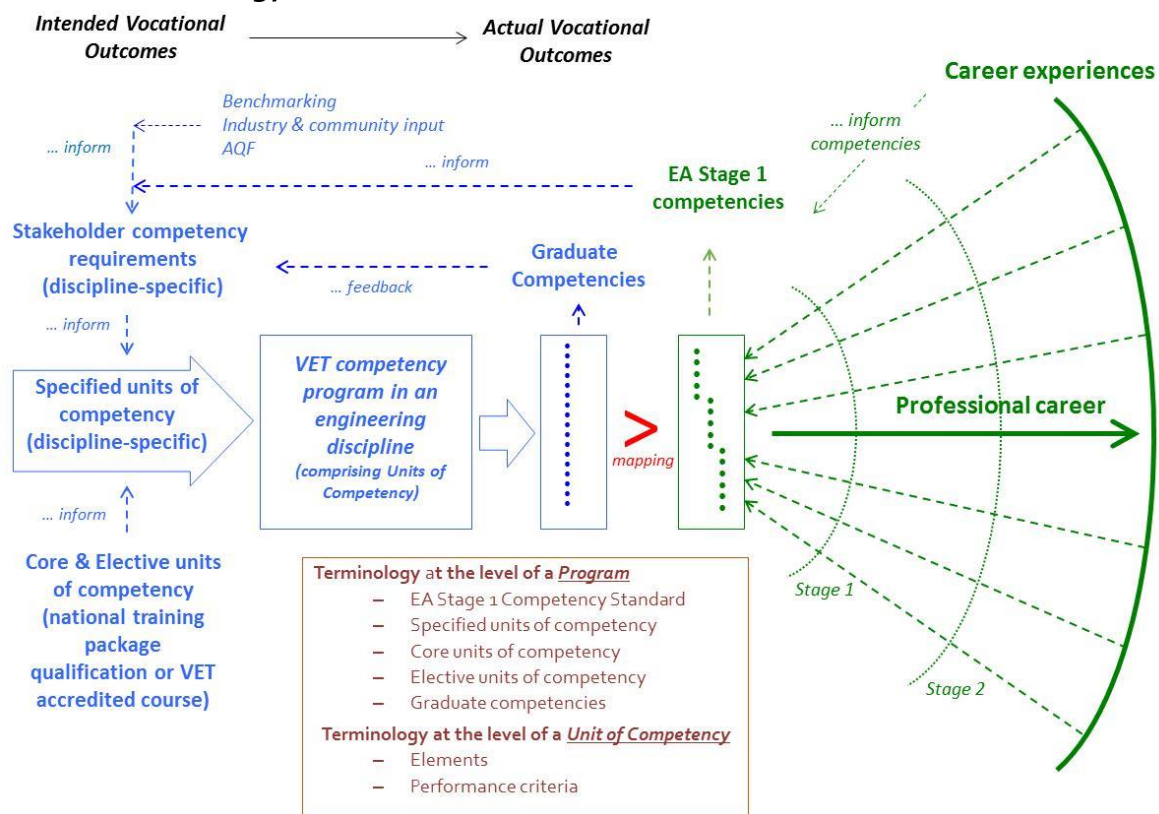 Intended Vocational
Outcomes
Actual Vocational
Outcomes
Career experiences
Benchmarking
Industry & community input
AQF
... inform
... inform
... inform
competencies
EA Stage 1
competencies
Stakeholder competency
requirements
(discipline-specific)
Graduate
Competencies
... feedback
... inform
Specified units of
competency
(discipline-specific)
VET competency
program in an
engineering
discipline
(comprising Units of
Competency)
>
mapping
Professional career
... inform
Core & Elective units
of competency
(national training
package
qualification or VET
accredited course)
Terminology at the level of a Program
– EA Stage 1 Competency Standard
– Specified units of competency
– Core units of competency
– Elective units of competency
– Graduate competencies
Terminology at the level of a Unit of Competency
– Elements
– Performance criteria
Stage 1
Stage 2